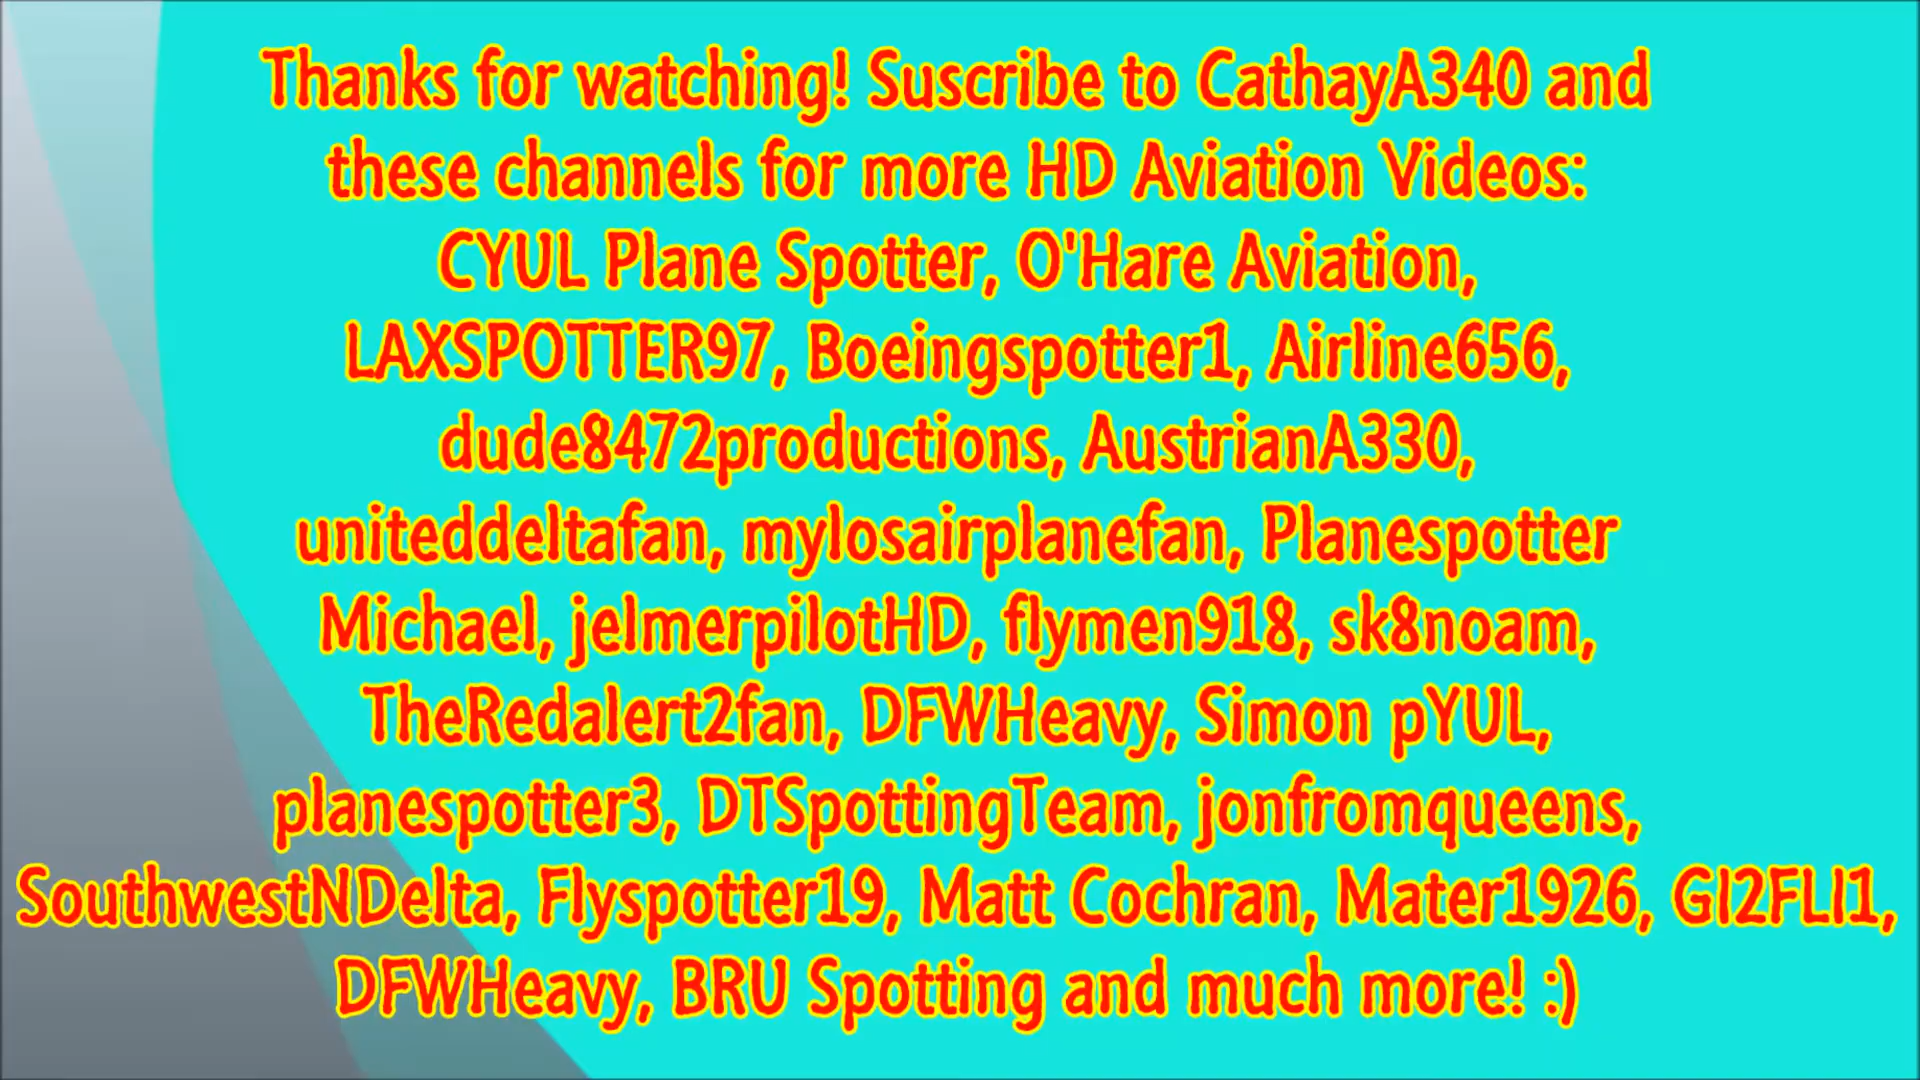 Thanks for watching! Suscribe to CathayA340 and
these channels for more HD Aviation Videos:
CYUL Plane Spotter, O'Hare Aviation,
LAXSPOTTER97, Boeingspotter1, Airline656,
dude8472productions, AustrianA330,
uniteddeltafan, mylosairplanefan, Planespotter
Michael, jelmerpilotHD, flymen918, sk8noam,
TheRedalert2fan, DFWHeavy, Simon pYUL,
planespotter3, DTSpottingTeam, jonfromqueens,
SouthwestNDelta, Flyspotter19, Matt Cochran, Mater1926, GI2FLI1,
DFWHeavy, BRU Spotting and much more! :)